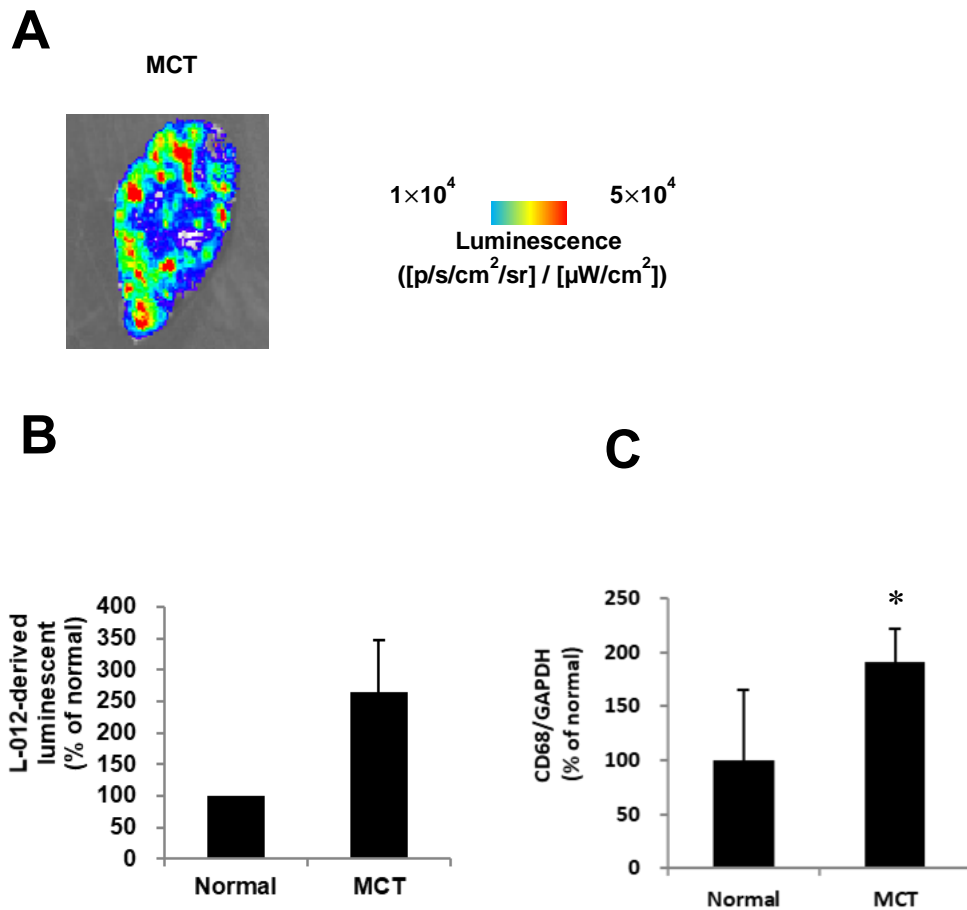 A
MCT
1×10⁴ 5×10⁴
Luminescence
([p/s/cm²/sr] / [µW/cm²])
B
C
L-012-derived
luminescent
(% of normal)
400
350
300
250
200
150
100
50
0
Normal MCT
CD68/GAPDH
(% of normal)
250
200
150
100
50
0
*
Normal MCT